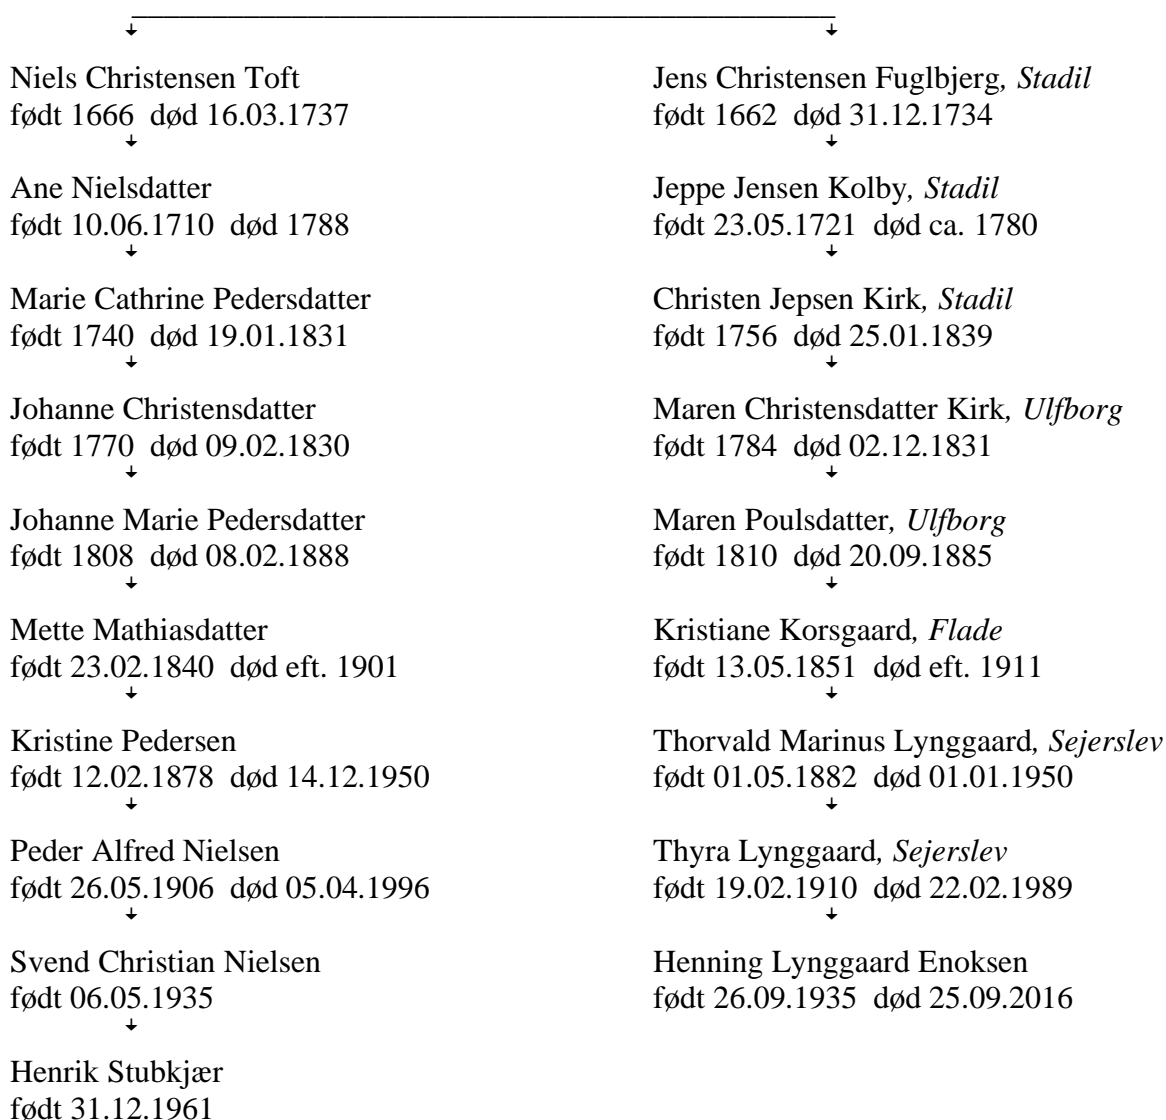 Niels Christensen Toft
født 1666 død 16.03.1737
Ane Nielsdatter
født 10.06.1710 død 1788
Marie Cathrine Pedersdatter
født 1740 død 19.01.1831
Johanne Christensdatter
født 1770 død 09.02.1830
Johanne Marie Pedersdatter
født 1808 død 08.02.1888
Mette Mathiasdatter
født 23.02.1840 død eft. 1901
Kristine Pedersen
født 12.02.1878 død 14.12.1950
Peder Alfred Nielsen
født 26.05.1906 død 05.04.1996
Svend Christian Nielsen
født 06.05.1935
Henrik Stubkjær
født 31.12.1961
Jens Christensen Fuglbjerg, Stadil
født 1662 død 31.12.1734
Jeppe Jensen Kolby, Stadil
født 23.05.1721 død ca. 1780
Christen Jepsen Kirk, Stadil
født 1756 død 25.01.1839
Maren Christensdatter Kirk, Ulfborg
født 1784 død 02.12.1831
Maren Poulsdatter, Ulfborg
født 1810 død 20.09.1885
Kristiane Korsgaard, Flade
født 13.05.1851 død eft. 1911
Thorvald Marinus Lynggaard, Sejerslev
født 01.05.1882 død 01.01.1950
Thyra Lynggaard, Sejerslev
født 19.02.1910 død 22.02.1989
Henning Lynggaard Enoksen
født 26.09.1935 død 25.09.2016